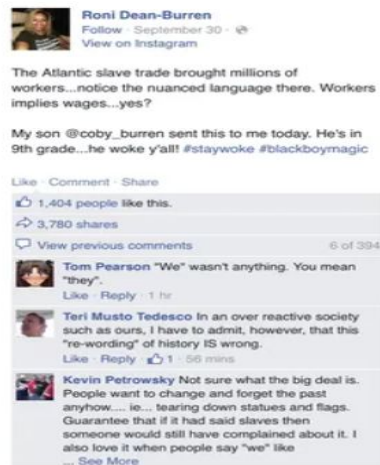 Roni Dean-Burren
Follow · September 30 ·
View on Instagram
The Atlantic slave trade brought millions of
workers...notice the nuanced language there. Workers
implies wages...yes?
My son @coby_burren sent this to me today. He's in
9th grade...he woke y'all! #staywoke #blackboymagic
Like · Comment · Share
1,404 people like this.
3,780 shares
View previous comments 6 of 394
Tom Pearson "We" wasn't anything. You mean
"they".
Like · Reply · 1 hr
Teri Musto Tedesco In an over reactive society
such as ours, I have to admit, however, that this
"re-wording" of history IS wrong.
Like · Reply · 1 · 56 mins
Kevin Petrowsky Not sure what the big deal is.
People want to change and forget the past
anyhow.... ie... tearing down statues and flags.
Guarantee that if it had said slaves then
someone would still have complained about it. I
also love it when people say "we" like
... See More